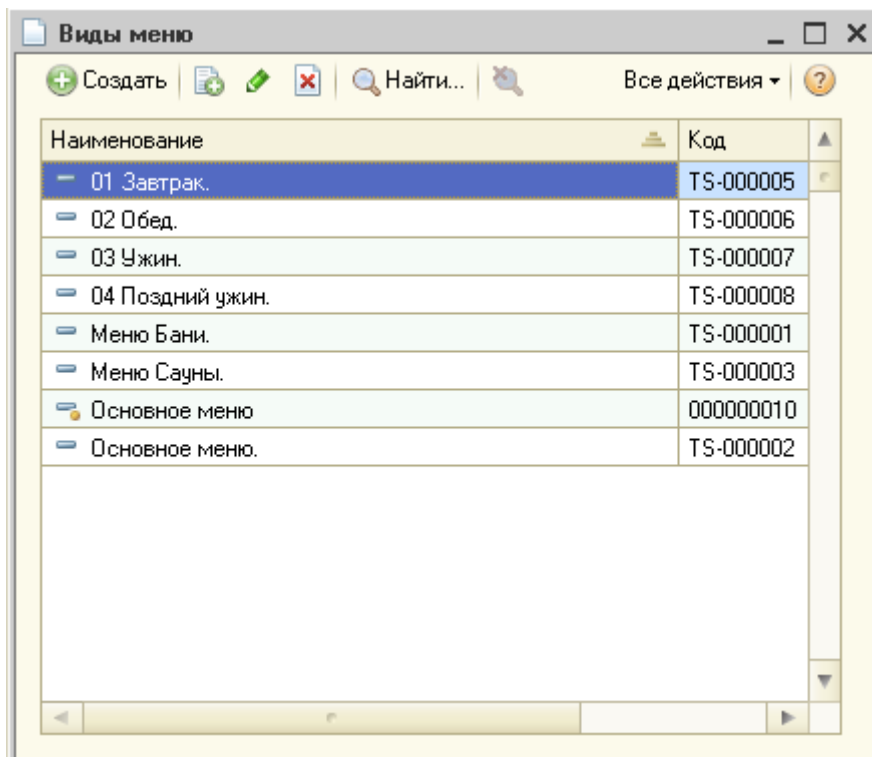 Виды меню
Создать Найти... Все действия
Наименование Код
01 Завтрак. TS-000005
02 Обед. TS-000006
03 Ужин. TS-000007
04 Поздний ужин. TS-000008
Меню Бани. TS-000001
Меню Сауны. TS-000003
Основное меню 000000010
Основное меню. TS-000002